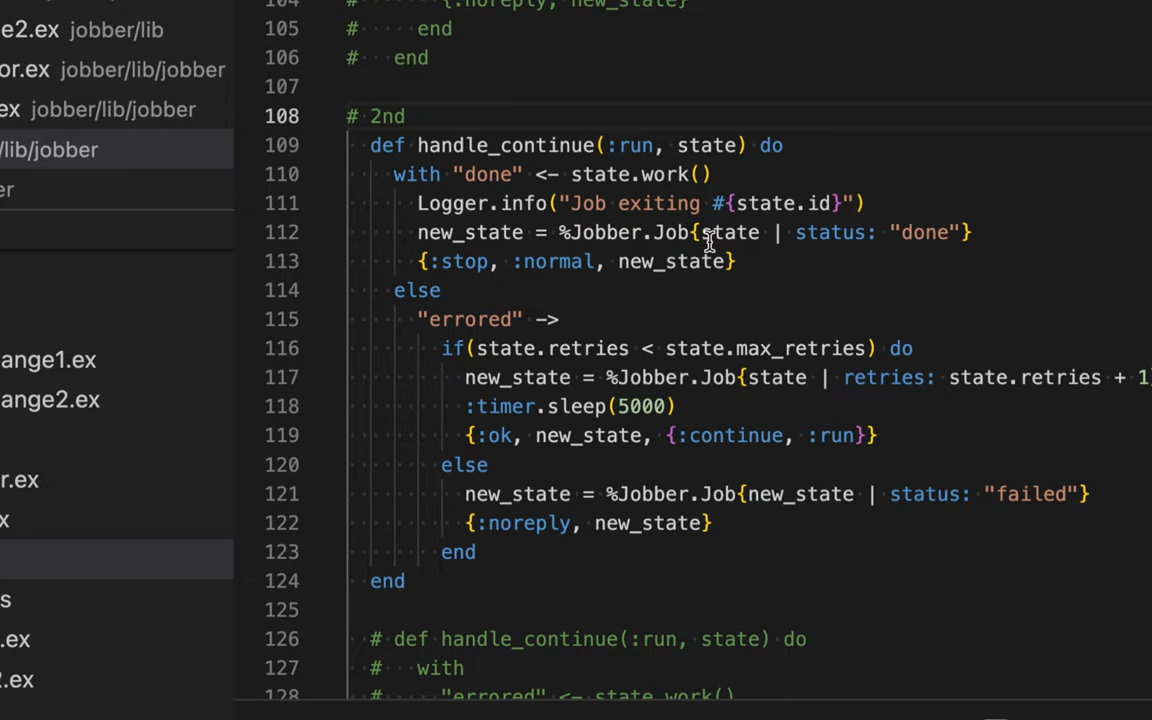 e2.ex jobber/lib
or.ex jobber/lib/jobber
ex jobber/lib/jobber
/lib/jobber
er
ange1.ex
ange2.ex
r.ex
x
s
.ex
2.ex
104 # {:noreply, new_state}
105 # end
106 # end
107
108 # 2nd
109 def handle_continue(:run, state) do
110 with "done" <- state.work()
111 Logger.info("Job exiting #{state.id}")
112 new_state = %Jobber.Job{state | status: "done"}
113 {:stop, :normal, new_state}
114 else
115 "errored" ->
116 if(state.retries < state.max_retries) do
117 new_state = %Jobber.Job{state | retries: state.retries + 1}
118 :timer.sleep(5000)
119 {:ok, new_state, {:continue, :run}}
120 else
121 new_state = %Jobber.Job{new_state | status: "failed"}
122 {:noreply, new_state}
123 end
124 end
125
126 # def handle_continue(:run, state) do
127 # with
128 # "errored" <- state.work()